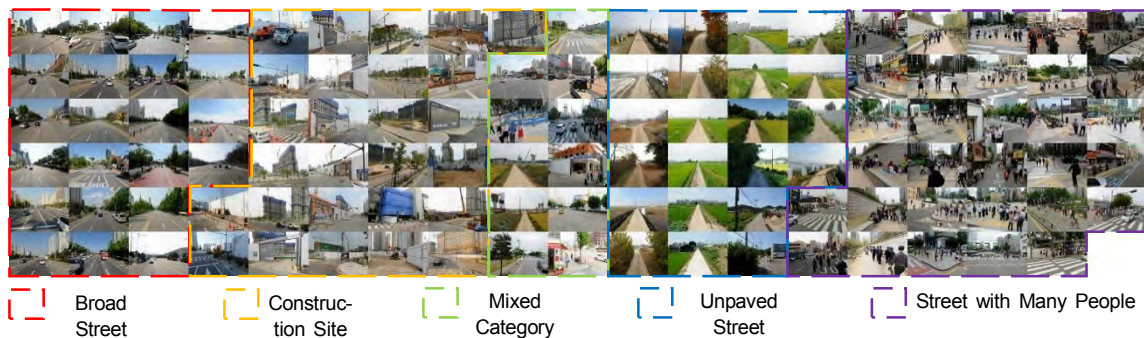 Broad
Street
Construc-
tion Site
Mixed
Category
Unpaved
Street
Street with Many People